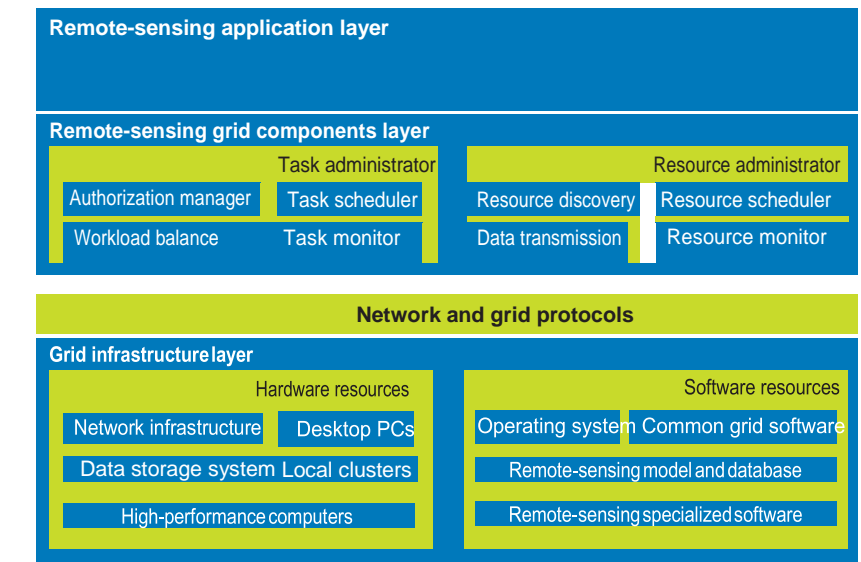 Remote-sensing application layer
Remote-sensing grid components layer
Task administrator
Authorization manager
Task scheduler
Workload balance
Task monitor
Resource administrator
Resource discovery
Resource scheduler
Data transmission
Resource monitor
Network and grid protocols
Grid infrastructure layer
Hardware resources
Network infrastructure
Desktop PCs
Data storage system
Local clusters
High-performance computers
Software resources
Operating system
Common grid software
Remote-sensing model and database
Remote-sensing specialized software